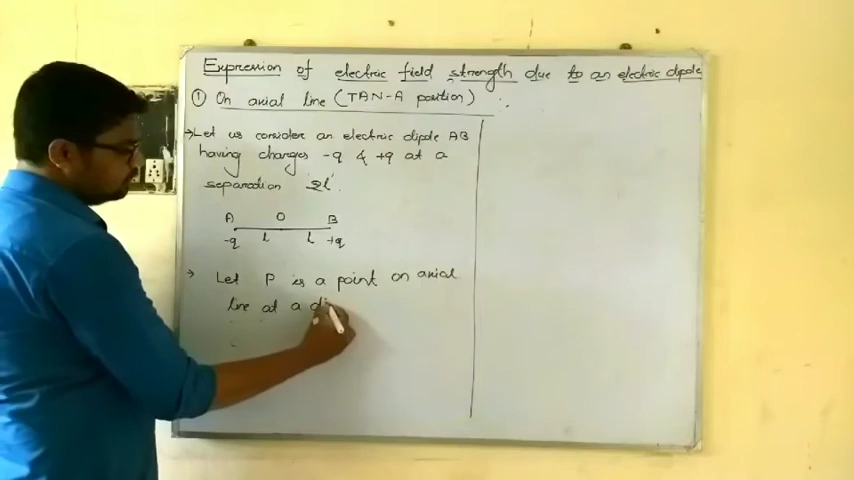 Expression of electric field strength due to an electric dipole
① On axial line (TAN-A position)
→ Let us consider an electric dipole AB
having charges -q & +q at a
separation '2l'.
A O B
-q l l +q
→ Let P is a point on axial
line at a di